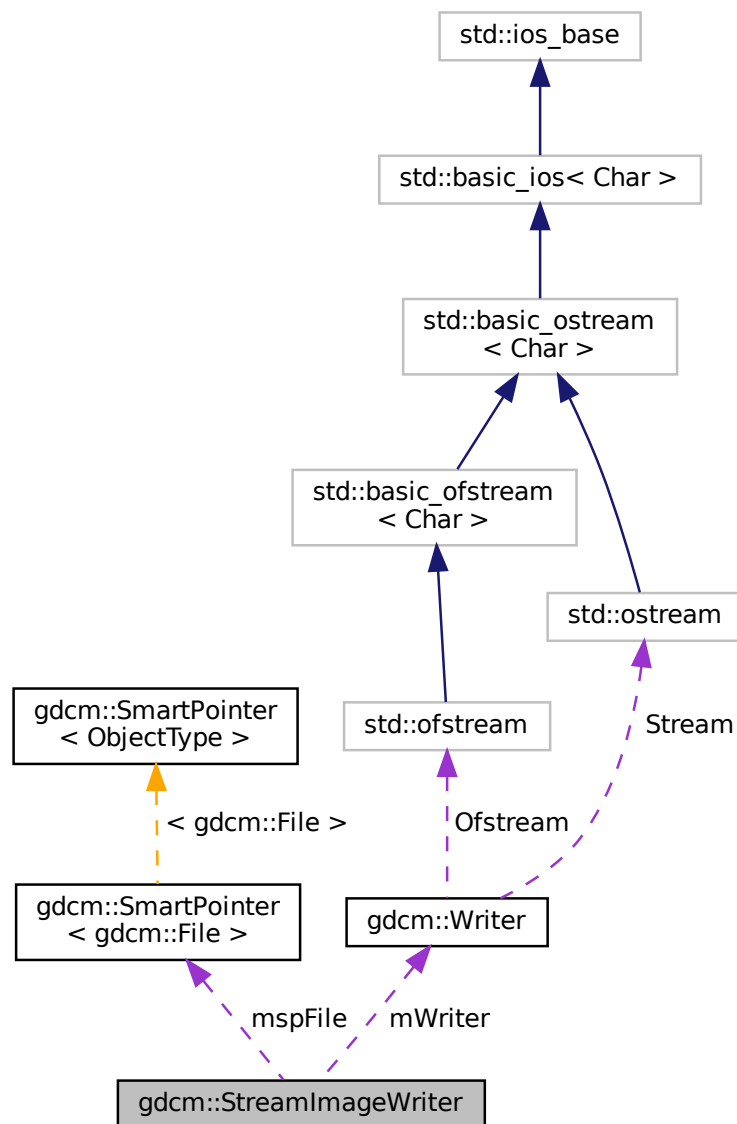 std::ios_base
std::basic_ios< Char >
std::basic_ostream
< Char >
std::basic_ofstream
< Char >
std::ostream
gdcm::SmartPointer
< ObjectType >
std::ofstream
Stream
< gdcm::File >
Ofstream
gdcm::SmartPointer
< gdcm::File >
gdcm::Writer
mspFile
mWriter
gdcm::StreamImageWriter